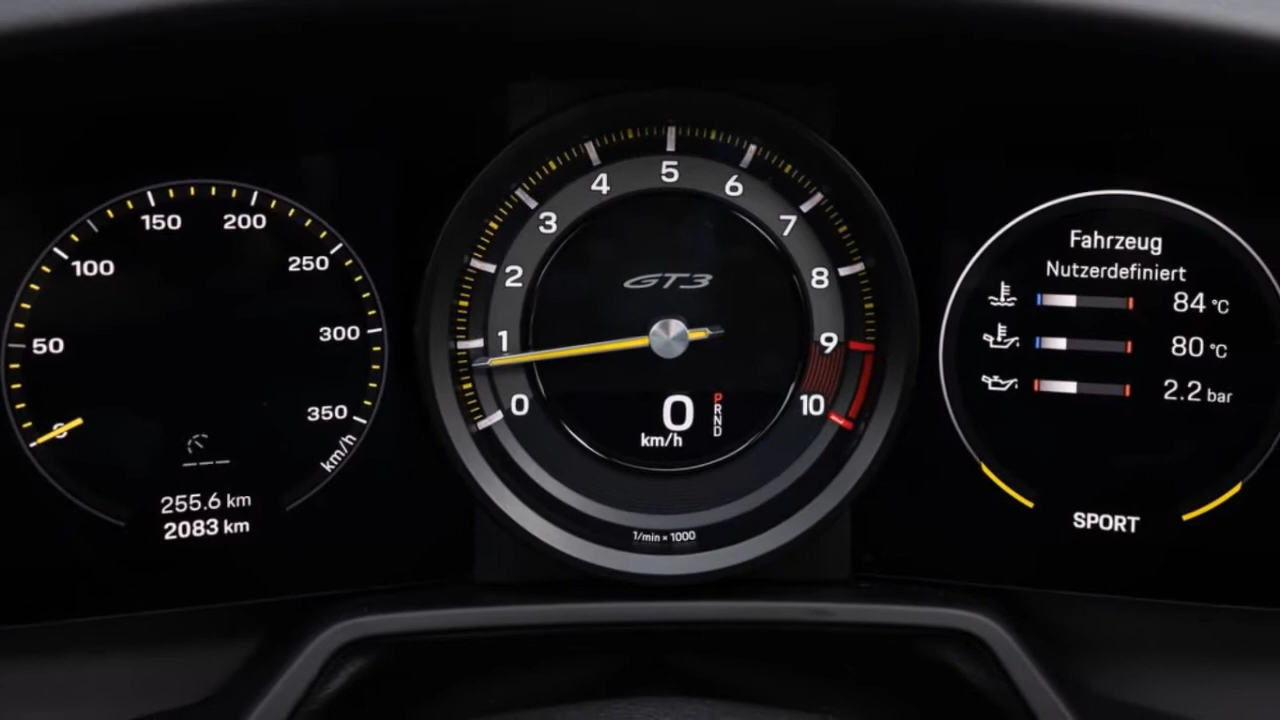 50
100
150
200
250
300
350
km/h
255.6 km
2083 km
0
1
2
3
4
5
6
7
8
9
10
GT3
0
km/h
P
R
N
D
1/min × 1000
Fahrzeug
Nutzerdefiniert
84 °C
80 °C
2.2 bar
SPORT